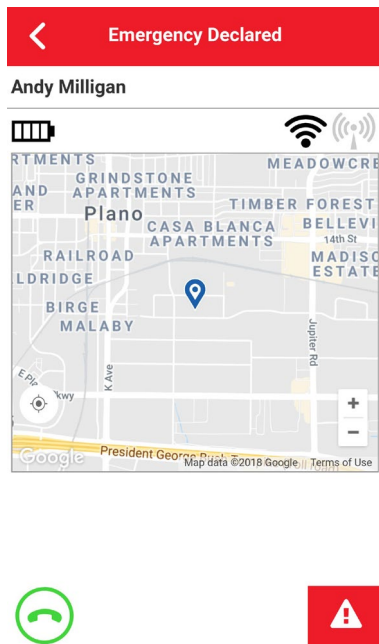 Emergency Declared
Andy Milligan
RTMENTS
GRINDSTONE
APARTMENTS
MEADOWCRE
AND
ER
Plano
TIMBER FOREST
CASA BLANCA
APARTMENTS
BELLEVI
14th St
RAILROAD
MADISO
ESTATE
LDRIDGE
BIRGE
MALABY
Jupiter Rd
K Ave
kwy
+
−
President George
Google
Map data ©2018 Google
Terms of Use